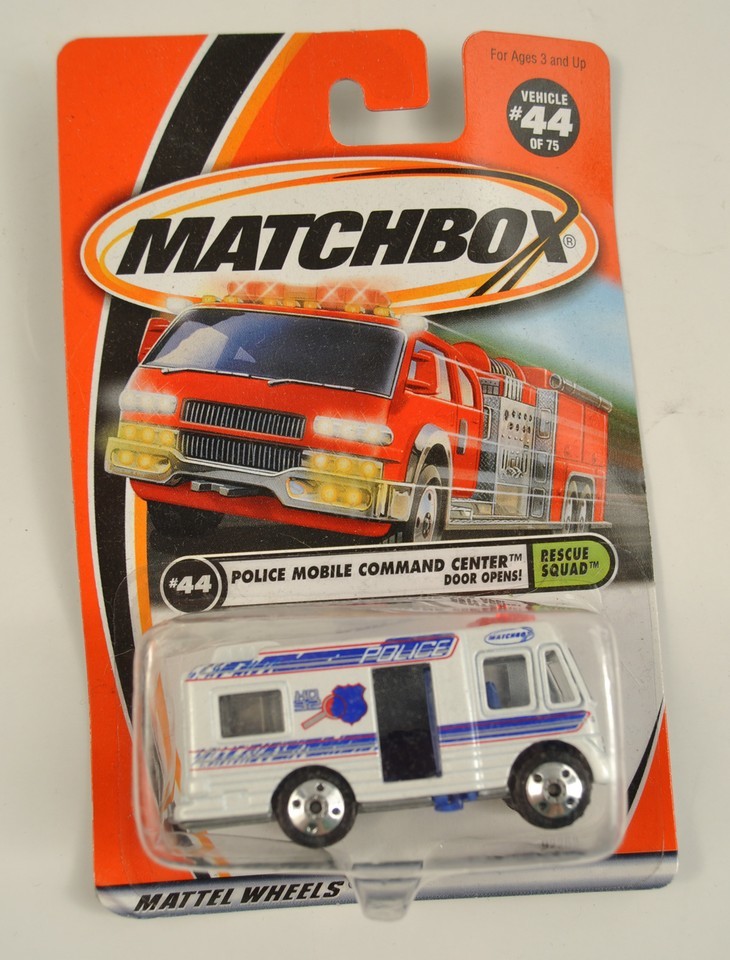 For Ages 3 and Up
VEHICLE
#44
OF 75
MATCHBOX®
#44
POLICE MOBILE COMMAND CENTER™
DOOR OPENS!
RESCUE
SQUAD™
POLICE
MATCHBOX
HQ
MATTEL WHEELS